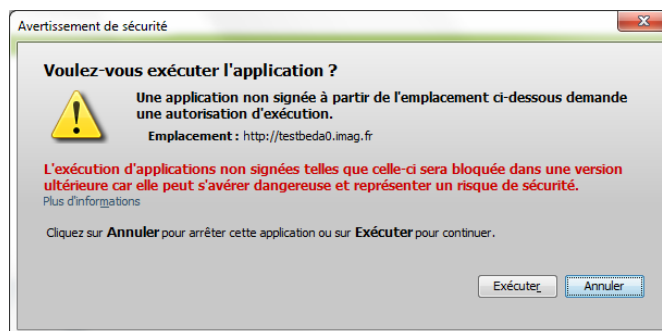 Avertissement de sécurité
Voulez-vous exécuter l'application ?
Une application non signée à partir de l'emplacement ci-dessous demande
une autorisation d'exécution.
Emplacement : http://testbeda0.imag.fr
L'exécution d'applications non signées telles que celle-ci sera bloquée dans une version
ultérieure car elle peut s'avérer dangereuse et représenter un risque de sécurité.
Plus d'informations
Cliquez sur Annuler pour arrêter cette application ou sur Exécuter pour continuer.
Exécuter
Annuler